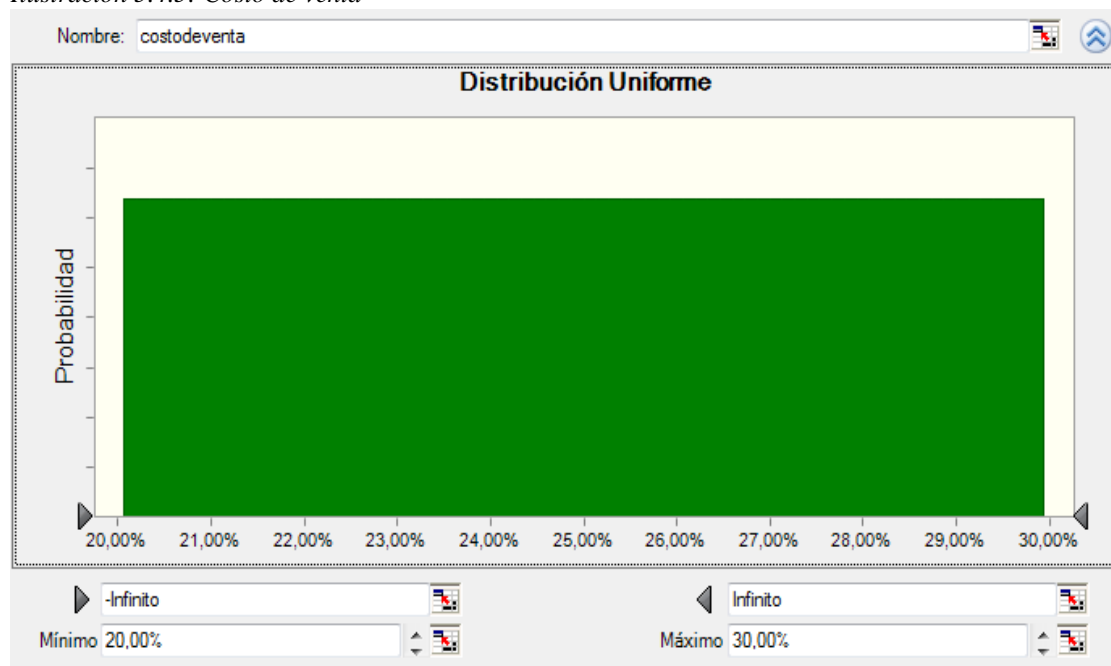 Nombre: costodeventa
Distribución Uniforme
Probabilidad
20,00% 21,00% 22,00% 23,00% 24,00% 25,00% 26,00% 27,00% 28,00% 29,00% 30,00%
-Infinito Infinito
Mínimo 20,00% Máximo 30,00%